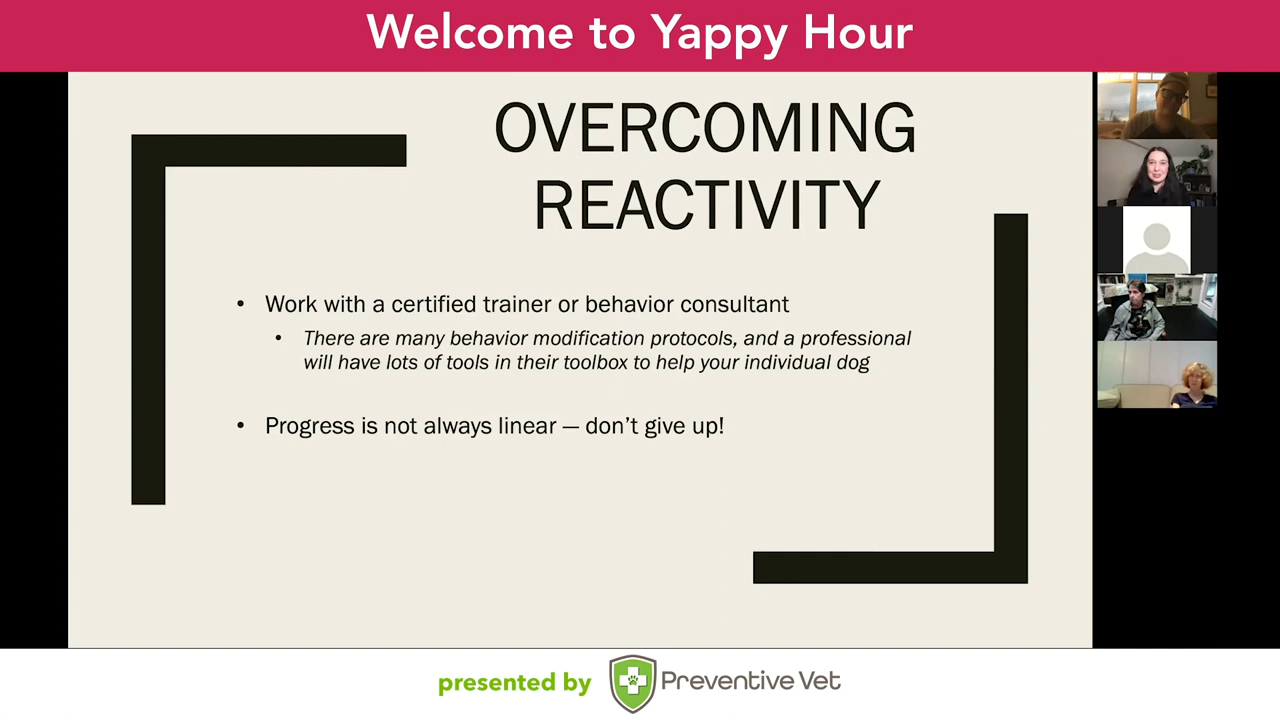 Welcome to Yappy Hour
OVERCOMING
REACTIVITY
• Work with a certified trainer or behavior consultant
• There are many behavior modification protocols, and a professional
will have lots of tools in their toolbox to help your individual dog
• Progress is not always linear — don’t give up!
presented by Preventive Vet